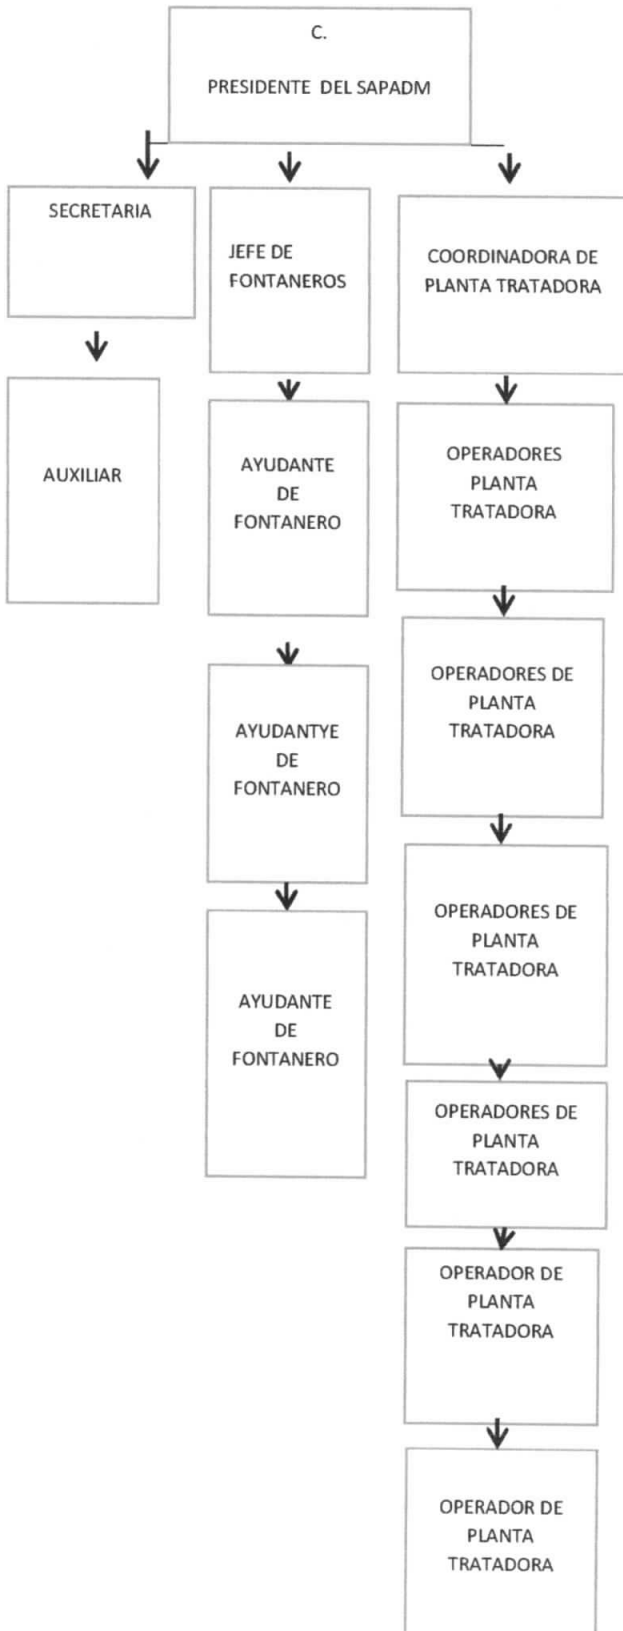 C.
PRESIDENTE DEL SAPADM
SECRETARIA
AUXILIAR
JEFE DE
FONTANEROS
AYUDANTE
DE
FONTANERO
AYUDANTYE
DE
FONTANERO
AYUDANTE
DE
FONTANERO
COORDINADORA DE
PLANTA TRATADORA
OPERADORES
PLANTA
TRATADORA
OPERADORES DE
PLANTA
TRATADORA
OPERADORES DE
PLANTA
TRATADORA
OPERADORES DE
PLANTA
TRATADORA
OPERADOR DE
PLANTA
TRATADORA
OPERADOR DE
PLANTA
TRATADORA